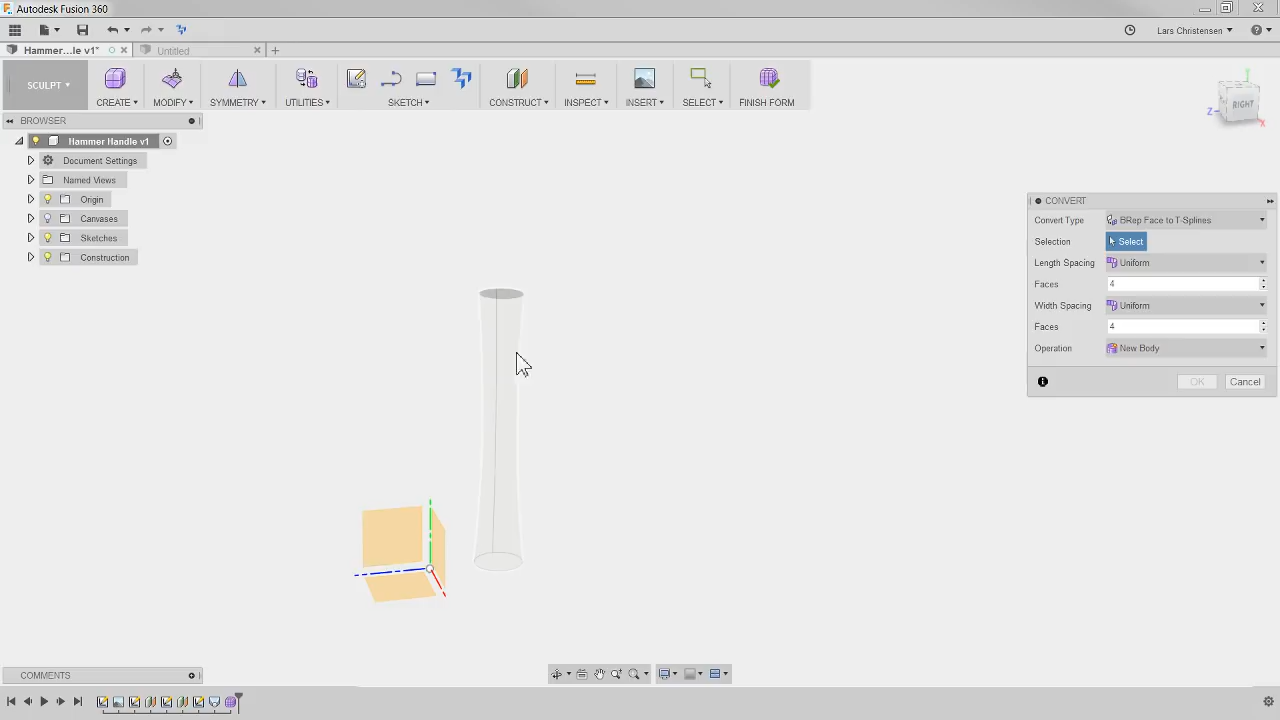 Autodesk Fusion 360
Lars Christensen
Hammer...le v1*
Untitled
SCULPT
CREATE
MODIFY
SYMMETRY
UTILITIES
SKETCH
CONSTRUCT
INSPECT
INSERT
SELECT
FINISH FORM
RIGHT
Z
X
BROWSER
Hammer Handle v1
Document Settings
Named Views
Origin
Canvases
Sketches
Construction
CONVERT
Convert Type BRep Face to T-Splines
Selection Select
Length Spacing Uniform
Faces 4
Width Spacing Uniform
Faces 4
Operation New Body
OK Cancel
COMMENTS